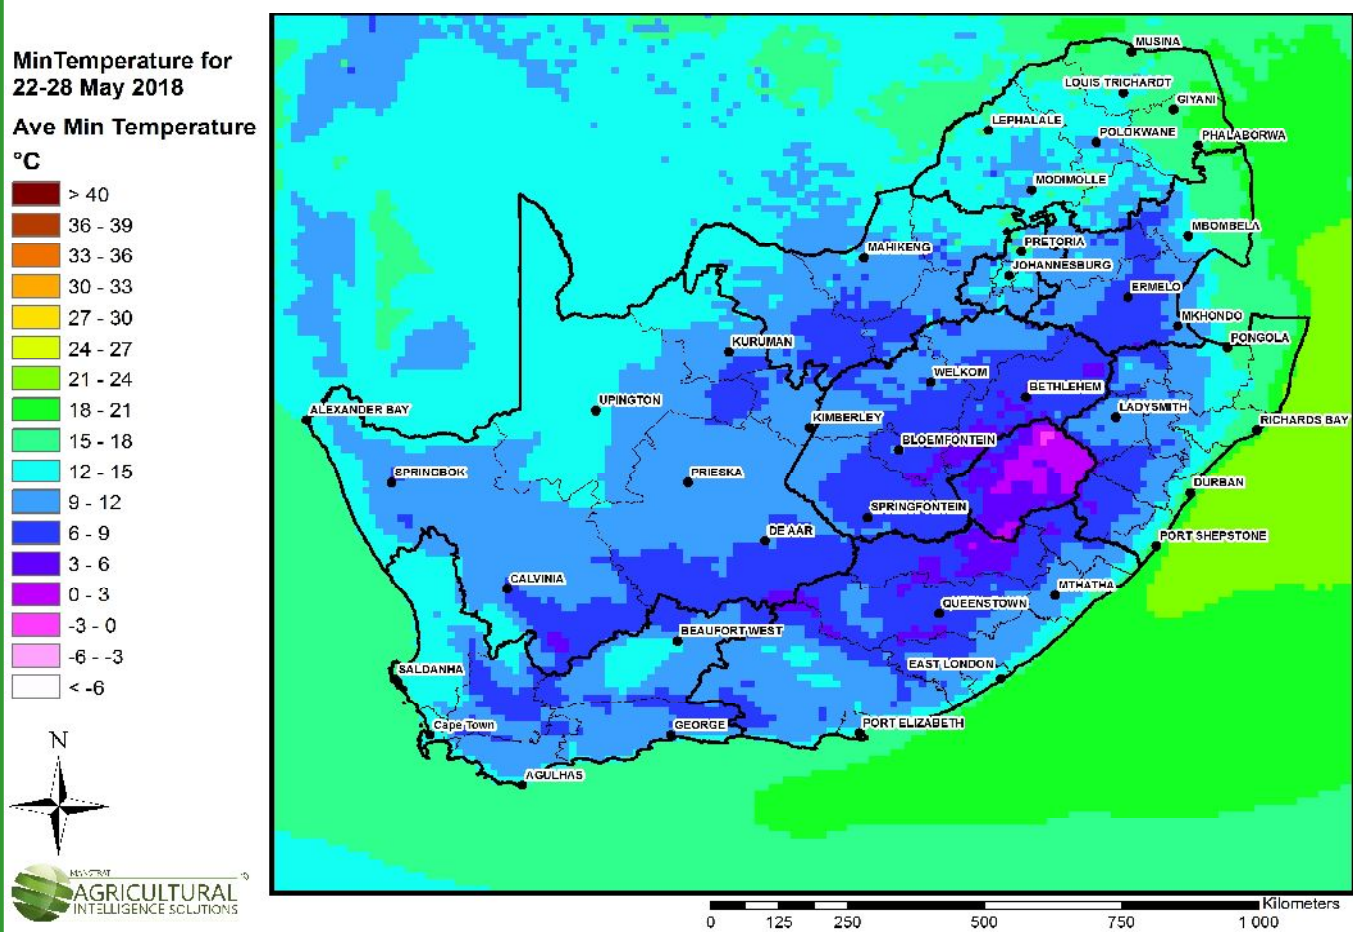 MinTemperature for
22-28 May 2018
Ave Min Temperature
°C
> 40
36 - 39
33 - 36
30 - 33
27 - 30
24 - 27
21 - 24
18 - 21
15 - 18
12 - 15
9 - 12
6 - 9
3 - 6
0 - 3
-3 - 0
-6 - -3
< -6
N
AGRICULTURAL
INTELLIGENCE SOLUTIONS
MUSINA
LOUIS TRICHARDT
GIYANI
LEPHALALE
POLOKWANE
PHALABORWA
MODIMOLLE
MBOMBELA
PRETORIA
MAHIKENG
JOHANNESBURG
ERMELO
MKHONDO
KURUMAN
PONGOLA
WELKOM
BETHLEHEM
UPINGTON
ALEXANDER BAY
KIMBERLEY
LADYSMITH
RICHARDS BAY
BLOEMFONTEIN
SPRINGBOK
PRIESKA
DURBAN
SPRINGFONTEIN
DE AAR
PORT SHEPSTONE
CALVINIA
MTHATHA
QUEENSTOWN
BEAUFORT WEST
EAST LONDON
SALDANHA
Cape Town
GEORGE
PORT ELIZABETH
AGULHAS
Kilometers
0 125 250 500 750 1 000